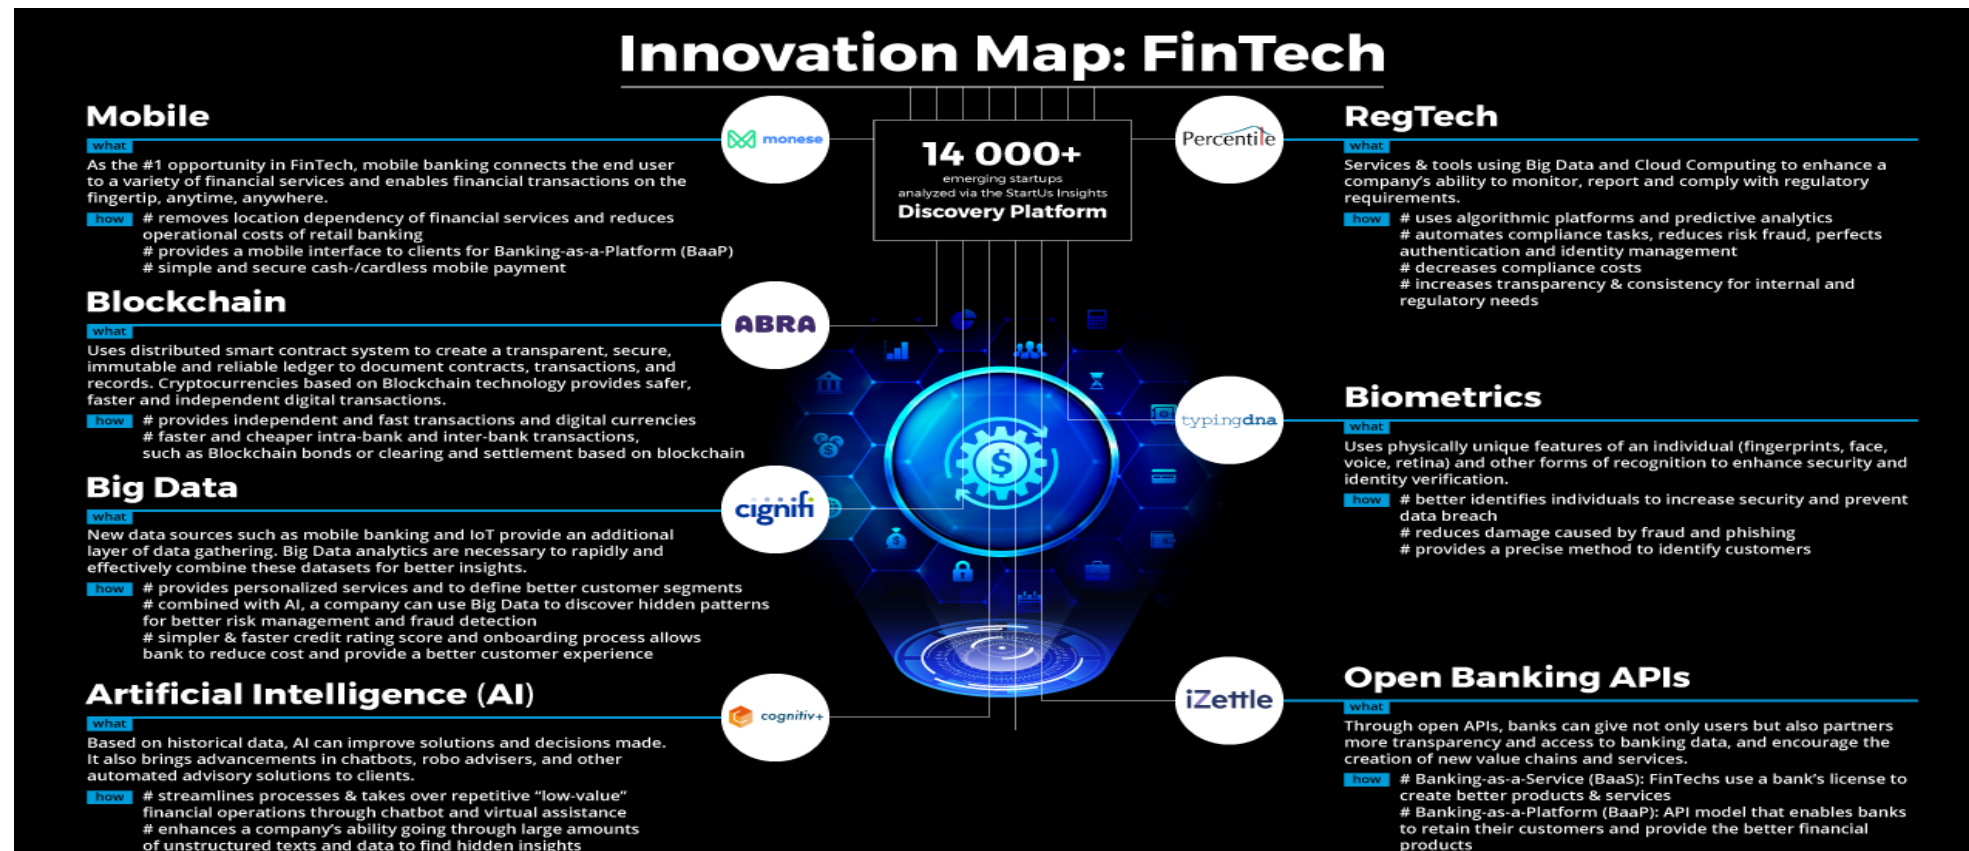 Innovation Map: FinTech
14 000+
emerging startups
analyzed via the StartUs Insights
Discovery Platform
Mobile
monese
what
As the #1 opportunity in FinTech, mobile banking connects the end user
to a variety of financial services and enables financial transactions on the
fingertip, anytime, anywhere.
how # removes location dependency of financial services and reduces
operational costs of retail banking
# provides a mobile interface to clients for Banking-as-a-Platform (BaaP)
# simple and secure cash-/cardless mobile payment
Blockchain
ABRA
what
Uses distributed smart contract system to create a transparent, secure,
immutable and reliable ledger to document contracts, transactions, and
records. Cryptocurrencies based on Blockchain technology provides safer,
faster and independent digital transactions.
how # provides independent and fast transactions and digital currencies
# faster and cheaper intra-bank and inter-bank transactions,
such as Blockchain bonds or clearing and settlement based on blockchain
Big Data
cignifi
what
New data sources such as mobile banking and IoT provide an additional
layer of data gathering. Big Data analytics are necessary to rapidly and
effectively combine these datasets for better insights.
how # provides personalized services and to define better customer segments
# combined with AI, a company can use Big Data to discover hidden patterns
for better risk management and fraud detection
# simpler & faster credit rating score and onboarding process allows
bank to reduce cost and provide a better customer experience
Artificial Intelligence (AI)
cognitiv+
what
Based on historical data, AI can improve solutions and decisions made.
It also brings advancements in chatbots, robo advisers, and other
automated advisory solutions to clients.
how # streamlines processes & takes over repetitive “low-value”
financial operations through chatbot and virtual assistance
# enhances a company’s ability going through large amounts
of unstructured texts and data to find hidden insights
Percentile
RegTech
what
Services & tools using Big Data and Cloud Computing to enhance a
company’s ability to monitor, report and comply with regulatory
requirements.
how # uses algorithmic platforms and predictive analytics
# automates compliance tasks, reduces risk fraud, perfects
authentication and identity management
# decreases compliance costs
# increases transparency & consistency for internal and
regulatory needs
typingdna
Biometrics
what
Uses physically unique features of an individual (fingerprints, face,
voice, retina) and other forms of recognition to enhance security and
identity verification.
how # better identifies individuals to increase security and prevent
data breach
# reduces damage caused by fraud and phishing
# provides a precise method to identify customers
iZettle
Open Banking APIs
what
Through open APIs, banks can give not only users but also partners
more transparency and access to banking data, and encourage the
creation of new value chains and services.
how # Banking-as-a-Service (BaaS): FinTechs use a bank’s license to
create better products & services
# Banking-as-a-Platform (BaaP): API model that enables banks
to retain their customers and provide the better financial
products